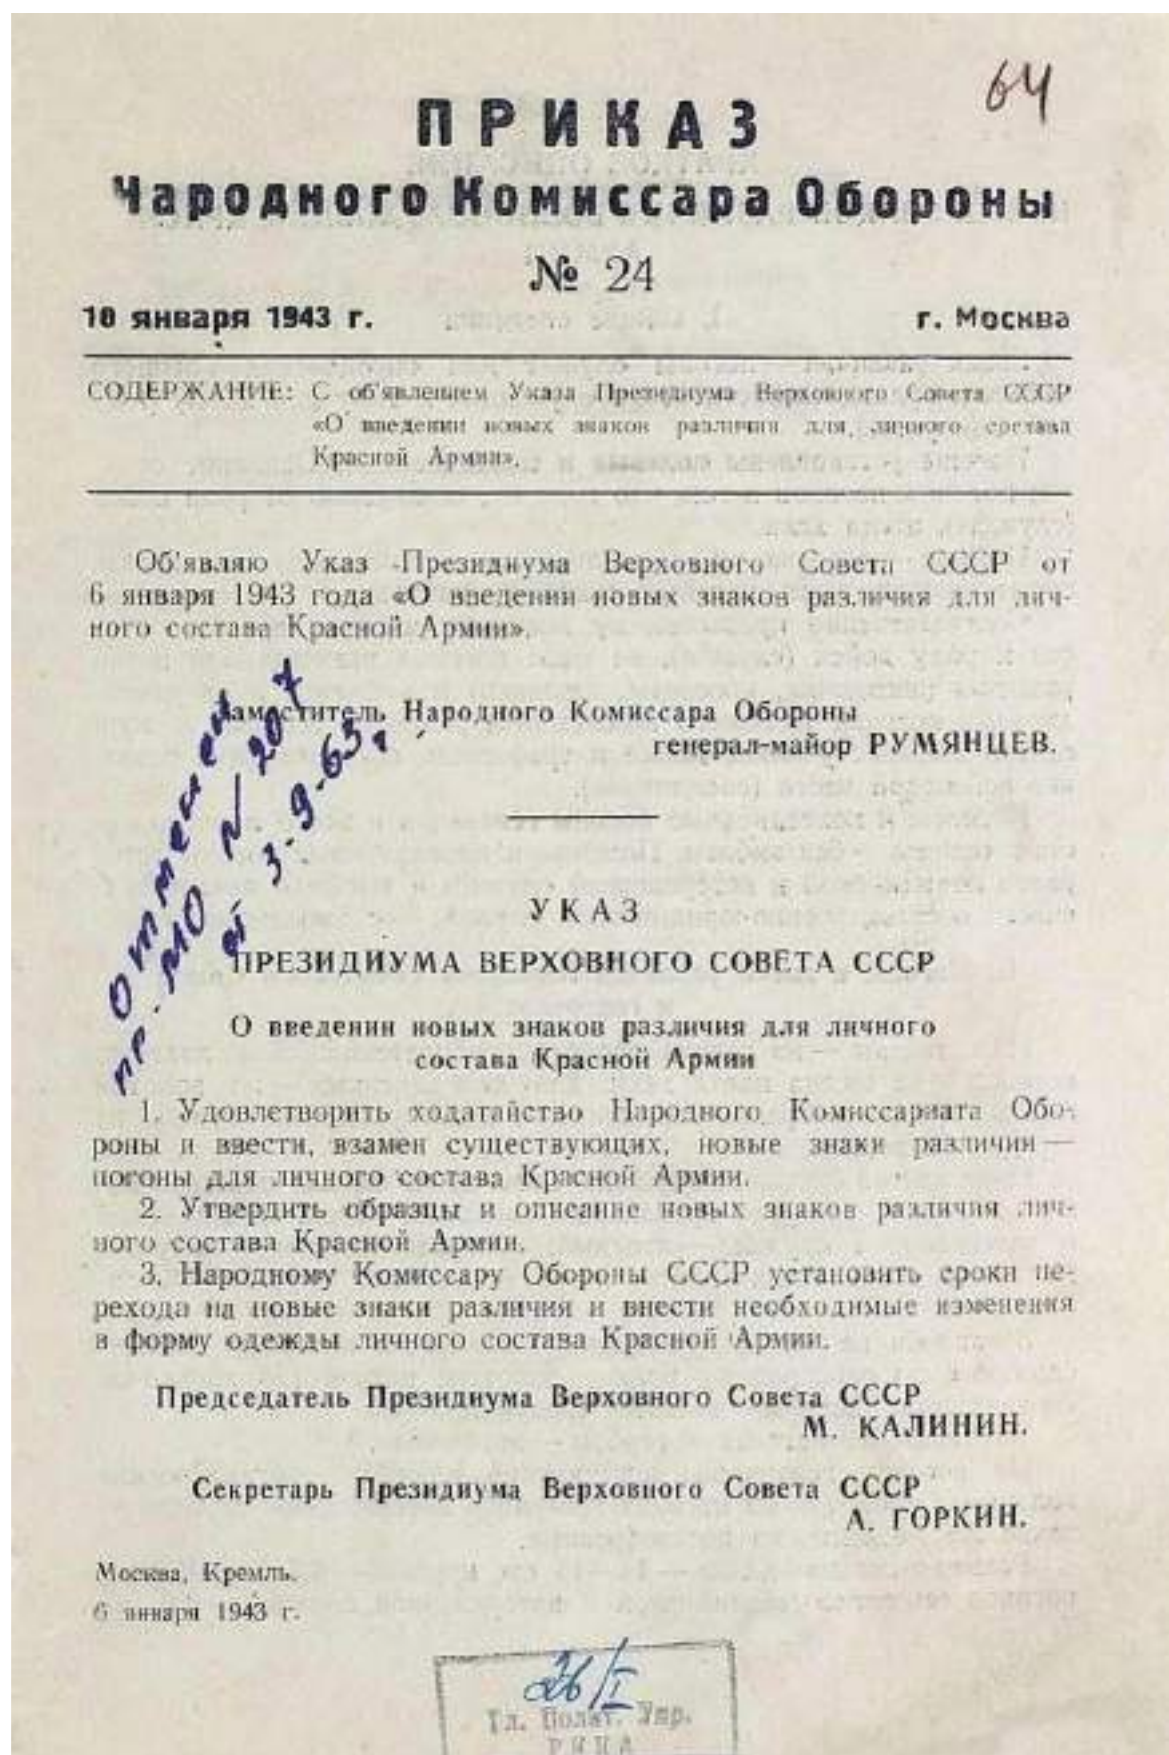 64
ПРИКАЗ
Народного Комиссара Обороны
№ 24
10 января 1943 г. г. Москва
СОДЕРЖАНИЕ: С об'явлением Указа Президиума Верховного Совета СССР
«О введении новых знаков различия для личного состава
Красной Армии».
Об'являю Указ Президиума Верховного Совета СССР от
6 января 1943 года «О введении новых знаков различия для лич-
ного состава Красной Армии».
Заместитель Народного Комиссара Обороны
генерал-майор РУМЯНЦЕВ.
отменен
пр. МО № 207
от 3-9-63 г.
УКАЗ
ПРЕЗИДИУМА ВЕРХОВНОГО СОВЕТА СССР
О введении новых знаков различия для личного
состава Красной Армии
1. Удовлетворить ходатайство Народного Комиссариата Обо-
роны и ввести, взамен существующих, новые знаки различия —
погоны для личного состава Красной Армии.
2. Утвердить образцы и описание новых знаков различия лич-
ного состава Красной Армии.
3. Народному Комиссару Обороны СССР установить сроки пе-
рехода на новые знаки различия и внести необходимые изменения
в форму одежды личного состава Красной Армии.
Председатель Президиума Верховного Совета СССР
М. КАЛИНИН.
Секретарь Президиума Верховного Совета СССР
А. ГОРКИН.
Москва, Кремль.
6 января 1943 г.
26/I
Гл. Полит. Упр.
РККА